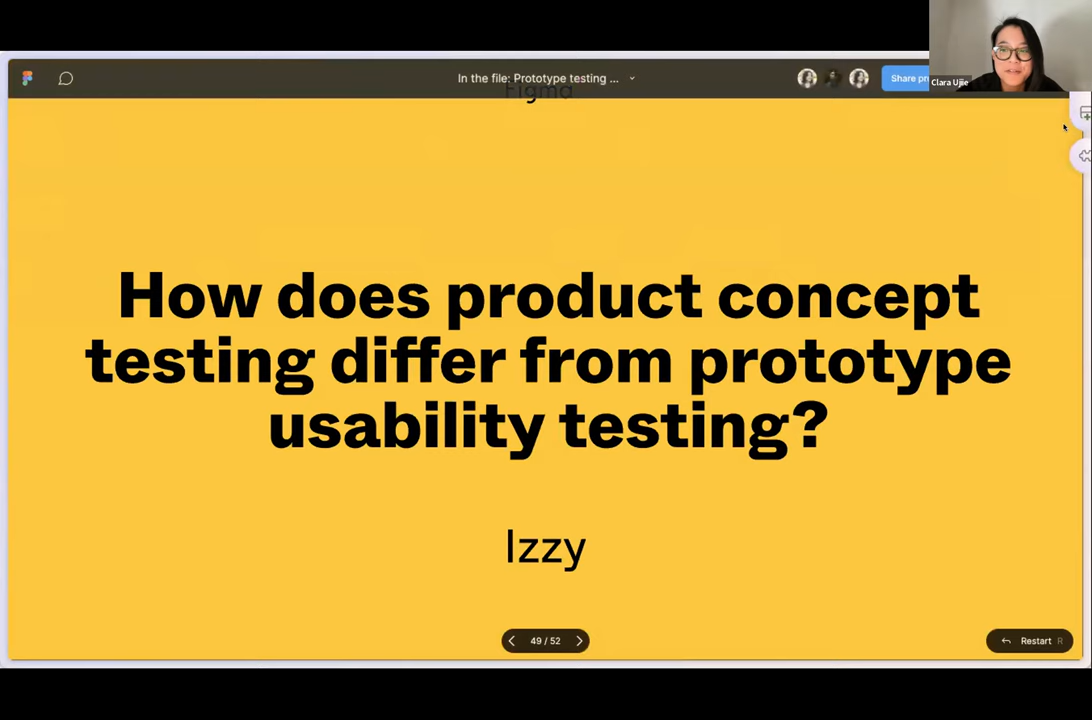 In the file: Prototype testing ...
Share pr
Clara Ujiie
Figma
How does product concept
testing differ from prototype
usability testing?
Izzy
49 / 52
Restart R